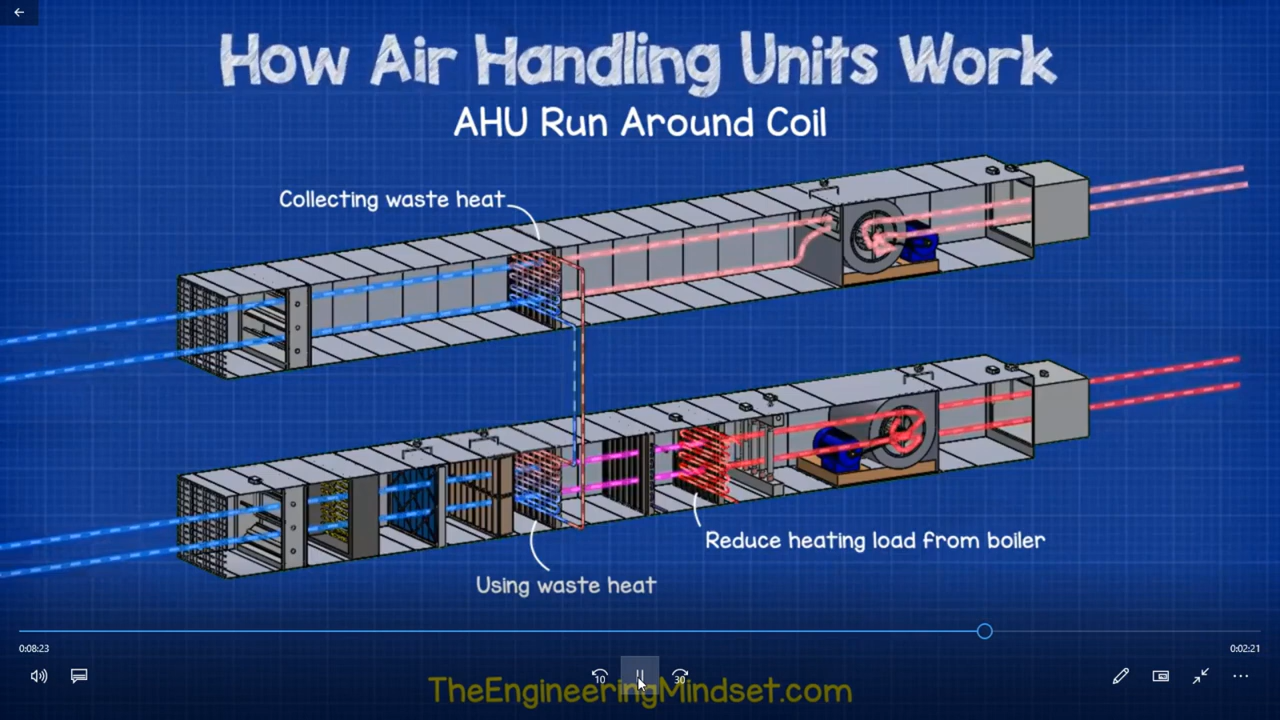 How Air Handling Units Work
AHU Run Around Coil
Collecting waste heat
Reduce heating load from boiler
Using waste heat
0:08:23
0:02:21
10
30
TheEngineeringMindset.com